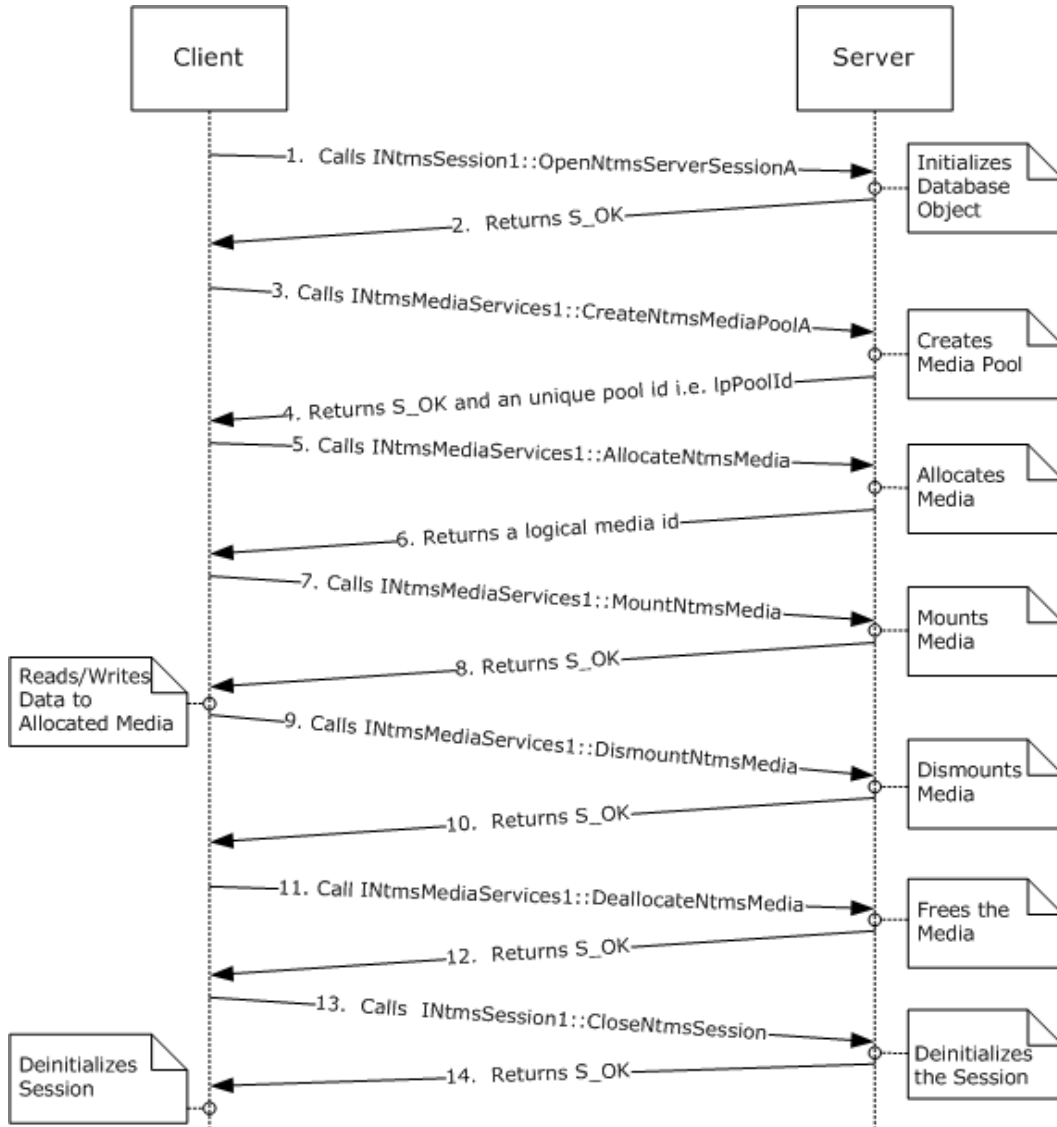 Client
Server
1.  Calls INtmsSession1::OpenNtmsServerSessionA
Initializes
Database
Object
2.  Returns S_OK
3. Calls INtmsMediaServices1::CreateNtmsMediaPoolA
Creates
Media Pool
4. Returns S_OK and an unique pool id i.e. lpPoolId
5. Calls INtmsMediaServices1::AllocateNtmsMedia
Allocates
Media
6. Returns a logical media id
7. Calls INtmsMediaServices1::MountNtmsMedia
Mounts
Media
8. Returns S_OK
Reads/Writes
Data to
Allocated Media
9. Calls INtmsMediaServices1::DismountNtmsMedia
Dismounts
Media
10.  Returns S_OK
11. Call INtmsMediaServices1::DeallocateNtmsMedia
Frees the
Media
12.  Returns S_OK
13.  Calls  INtmsSession1::CloseNtmsSession
Deinitializes
the Session
14.  Returns S_OK
Deinitializes
Session